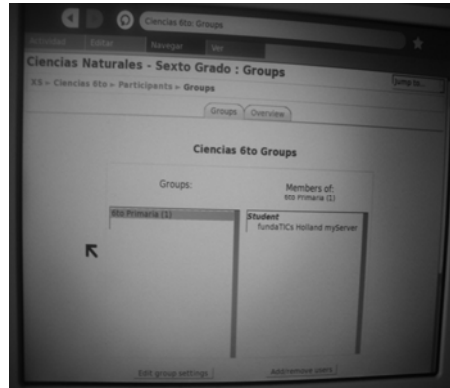 Ciencias 6to: Groups
Actividad Editar Navegar Ver
Ciencias Naturales - Sexto Grado : Groups
Jump to...
XS ► Ciencias 6to ► Participants ► Groups
Groups Overview
Ciencias 6to Groups
Groups: Members of:
6to Primaria (1)
6to Primaria (1) Student
fundaTICs Holland myServer
Edit group settings Add/remove users